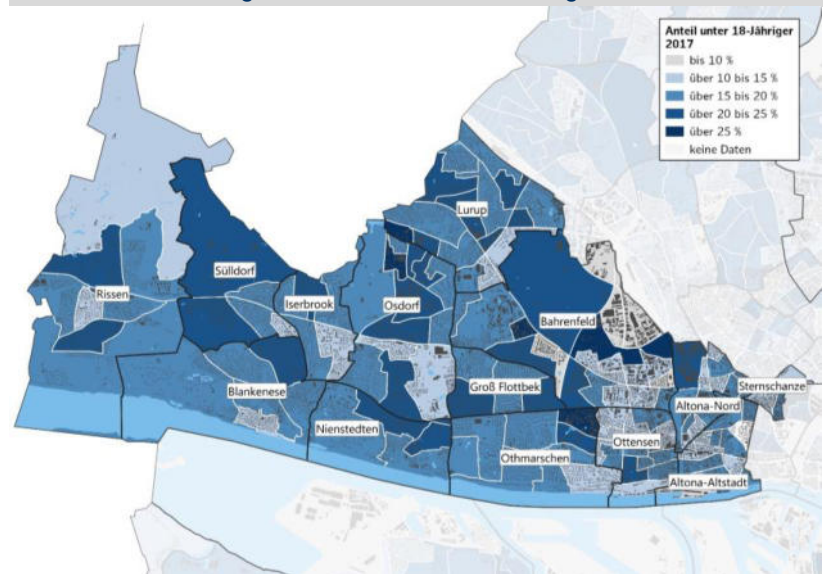 Anteil unter 18-Jähriger
2017
bis 10 %
über 10 bis 15 %
über 15 bis 20 %
über 20 bis 25 %
über 25 %
keine Daten
Lurup
Sülldorf
Rissen
Iserbrook
Osdorf
Bahrenfeld
Blankenese
Groß Flottbek
Sternschanze
Altona-Nord
Nienstedten
Ottensen
Othmarschen
Altona-Altstadt